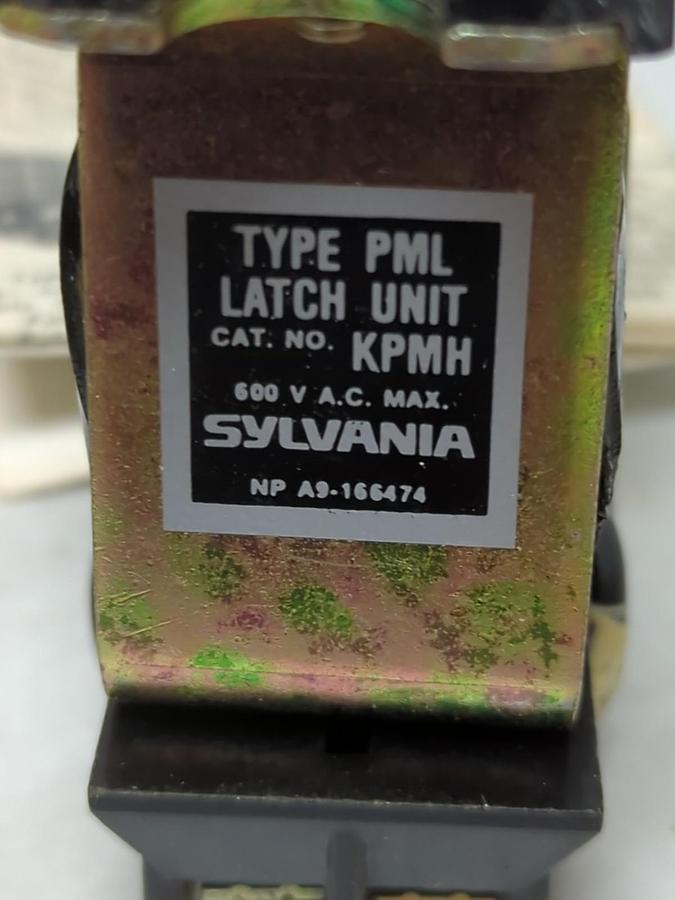 TYPE PML
LATCH UNIT
CAT. NO. KPMH
600 V A.C. MAX.
SYLVANIA
NP A9-166474